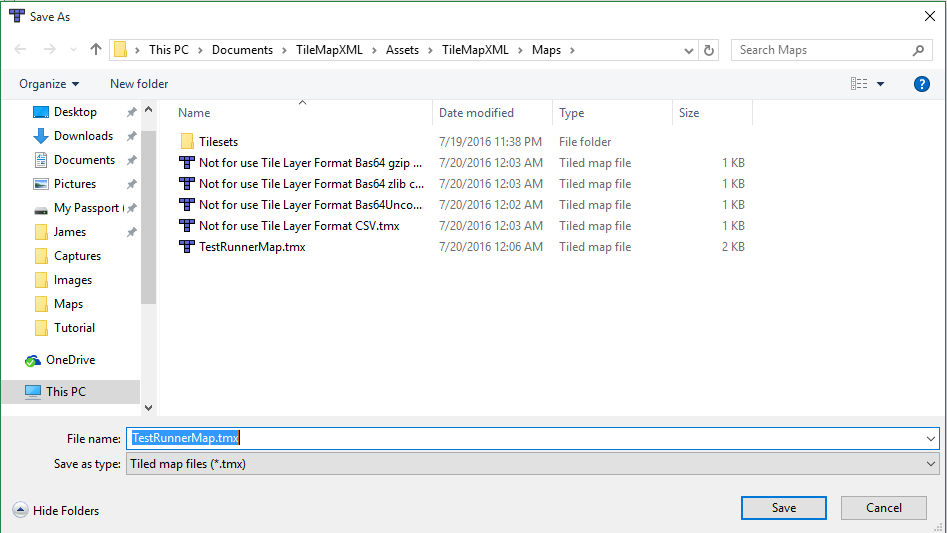 Save As
This PC > Documents > TileMapXML > Assets > TileMapXML > Maps >
Search Maps
Organize
New folder
?
Name
Date modified
Type
Size
Desktop
Downloads
Documents
Pictures
My Passport (
James
Captures
Images
Maps
Tutorial
OneDrive
This PC
Tilesets 7/19/2016 11:38 PM File folder
Not for use Tile Layer Format Bas64 gzip ... 7/20/2016 12:03 AM Tiled map file 1 KB
Not for use Tile Layer Format Bas64 zlib c... 7/20/2016 12:03 AM Tiled map file 1 KB
Not for use Tile Layer Format Bas64Unco... 7/20/2016 12:02 AM Tiled map file 1 KB
Not for use Tile Layer Format CSV.tmx 7/20/2016 12:03 AM Tiled map file 1 KB
TestRunnerMap.tmx 7/20/2016 12:06 AM Tiled map file 2 KB
File name: TestRunnerMap.tmx
Save as type: Tiled map files (*.tmx)
Hide Folders
Save
Cancel